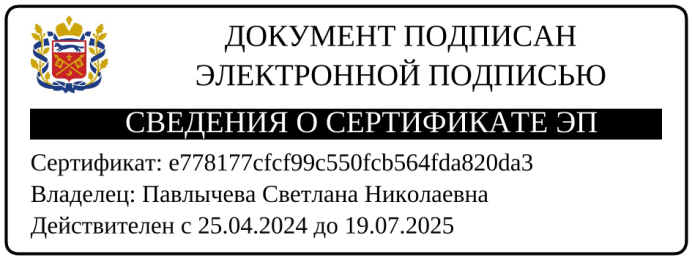 ДОКУМЕНТ ПОДПИСАН
ЭЛЕКТРОННОЙ ПОДПИСЬЮ
СВЕДЕНИЯ О СЕРТИФИКАТЕ ЭП
Сертификат: e778177cfcf99c550fcb564fda820da3
Владелец: Павлычева Светлана Николаевна
Действителен с 25.04.2024 до 19.07.2025